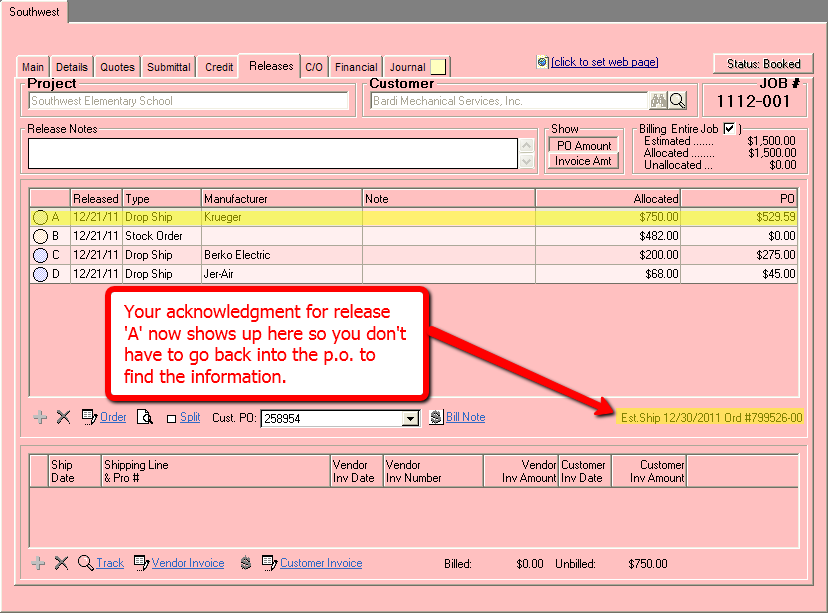 Southwest
Main Details Quotes Submittal Credit Releases C/O Financial Journal
[click to set web page]
Status: Booked
Project
Southwest Elementary School
Customer
Bardi Mechanical Services, Inc.
JOB #
1112-001
Release Notes
Show
PO Amount
Invoice Amt
Billing Entire Job )
Estimated ....... $1,500.00
Allocated ........ $1,500.00
Unallocated ... $0.00
Released Type Manufacturer Note Allocated PO
A 12/21/11 Drop Ship Krueger $750.00 $529.59
B 12/21/11 Stock Order $482.00 $0.00
C 12/21/11 Drop Ship Berko Electric $200.00 $275.00
D 12/21/11 Drop Ship Jer-Air $68.00 $45.00
Your acknowledgment for release
'A' now shows up here so you don't
have to go back into the p.o. to
find the information.
Order Split Cust. PO: 258954 Bill Note Est.Ship 12/30/2011 Ord #799526-00
Ship Date
Shipping Line & Pro #
Vendor Inv Date
Vendor Inv Number
Vendor Inv Amount
Customer Inv Date
Customer Inv Amount
Track Vendor Invoice $ Customer Invoice Billed: $0.00 Unbilled: $750.00